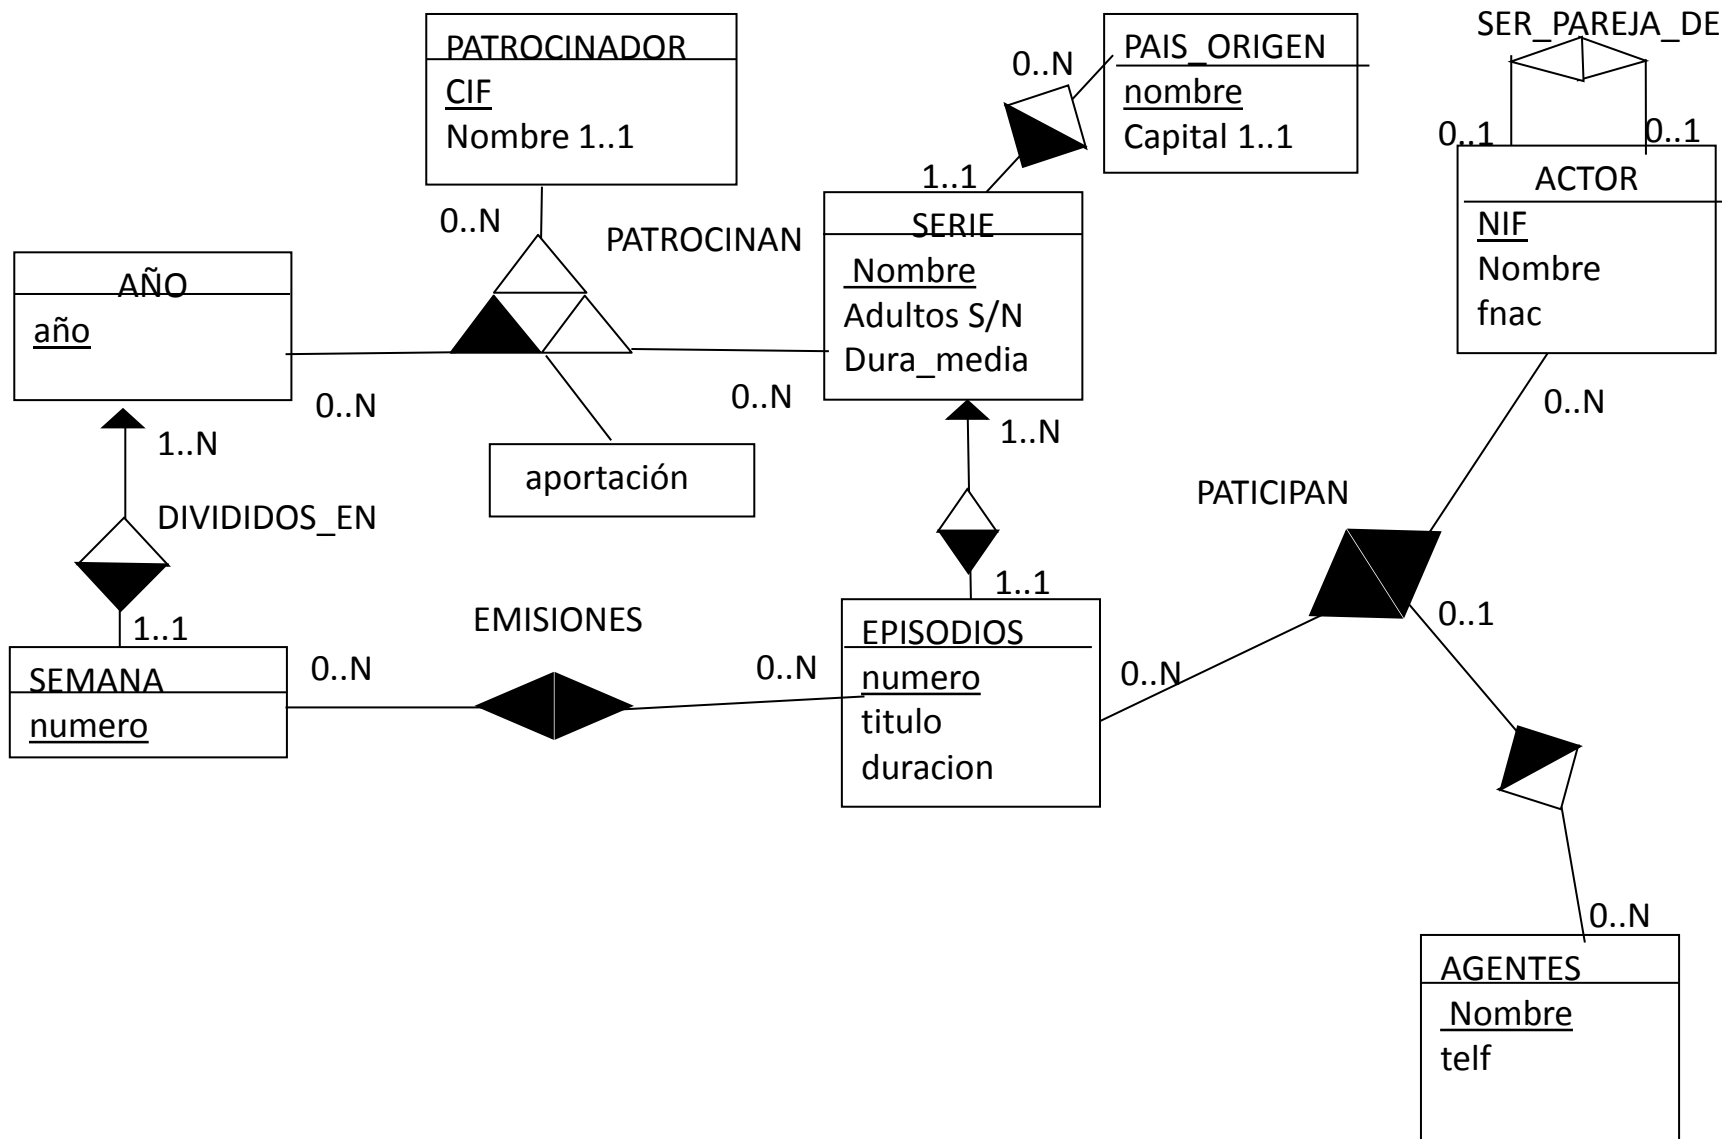 SER_PAREJA_DE
PATROCINADOR
CIF
Nombre 1..1
0..N
PAIS_ORIGEN
nombre
Capital 1..1
0..1
0..1
ACTOR
NIF
Nombre
fnac
0..N
PATROCINAN
1..1
SERIE
Nombre
Adultos S/N
Dura_media
AÑO
año
0..N
0..N
0..N
1..N
1..N
aportación
DIVIDIDOS_EN
PATICIPAN
1..1
1..1
0..1
EMISIONES
SEMANA
numero
0..N
0..N
EPISODIOS
numero
titulo
duracion
0..N
0..N
AGENTES
Nombre
telf